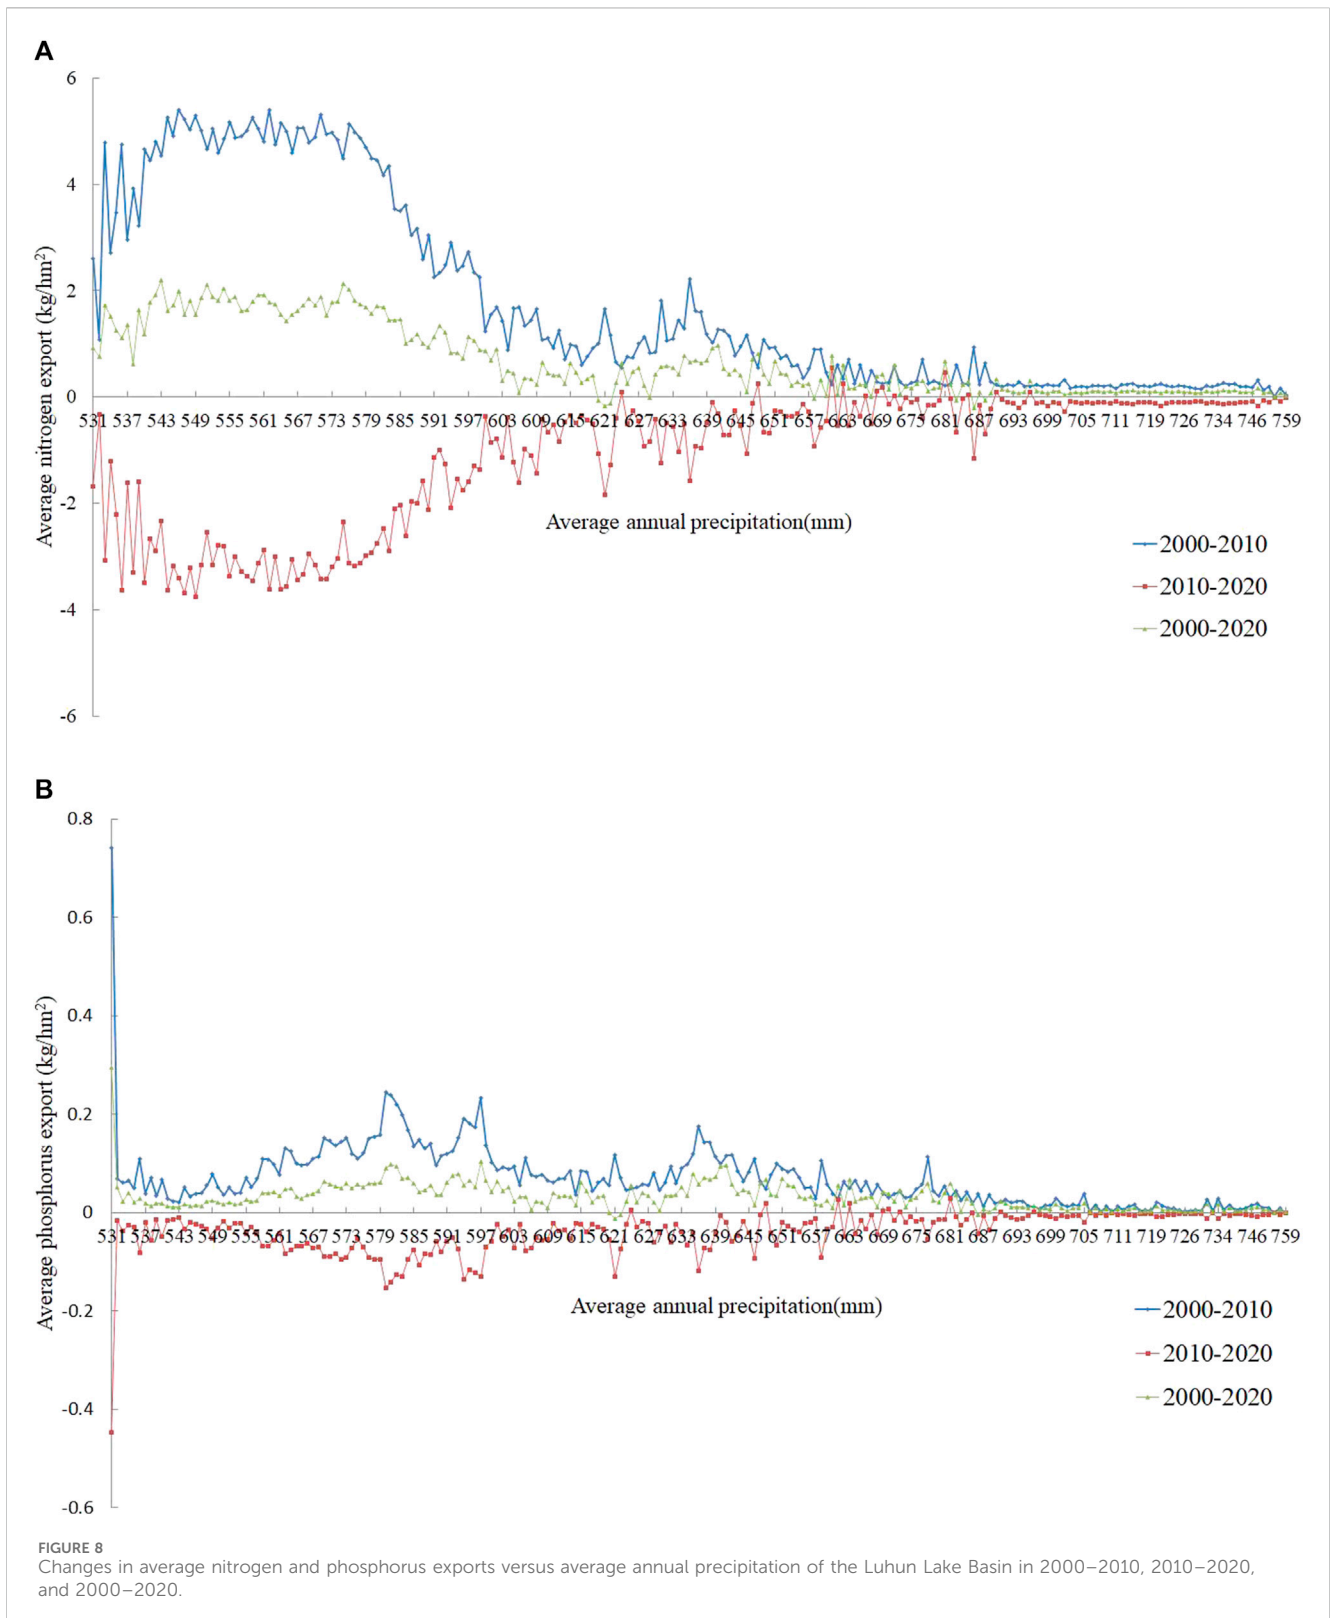 A
6
4
2
0
-2
-4
-6
Average nitrogen export (kg/hm2)
531 537 543 549 555 561 567 573 579 585 591 597 603 609 615 621 627 633 639 645 651 657 663 669 675 681 687 693 699 705 711 719 726 734 746 759
Average annual precipitation(mm)
2000-2010
2010-2020
2000-2020
B
0.8
0.6
0.4
0.2
0
-0.2
-0.4
-0.6
Average phosphorus export (kg/hm2)
531 537 543 549 555 561 567 573 579 585 591 597 603 609 615 621 627 633 639 645 651 657 663 669 675 681 687 693 699 705 711 719 726 734 746 759
Average annual precipitation(mm)
2000-2010
2010-2020
2000-2020
FIGURE 8
Changes in average nitrogen and phosphorus exports versus average annual precipitation of the Luhun Lake Basin in 2000–2010, 2010–2020,
and 2000–2020.